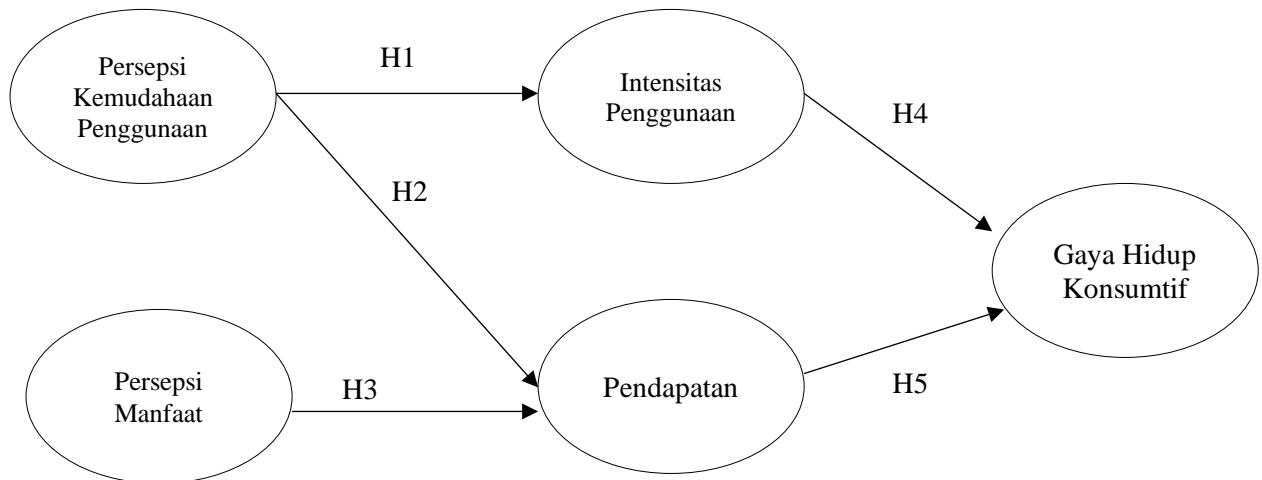 Persepsi
Kemudahaan
Penggunaan
H1
Intensitas
Penggunaan
H4
H2
Gaya Hidup
Konsumtif
Persepsi
Manfaat
H3
Pendapatan
H5